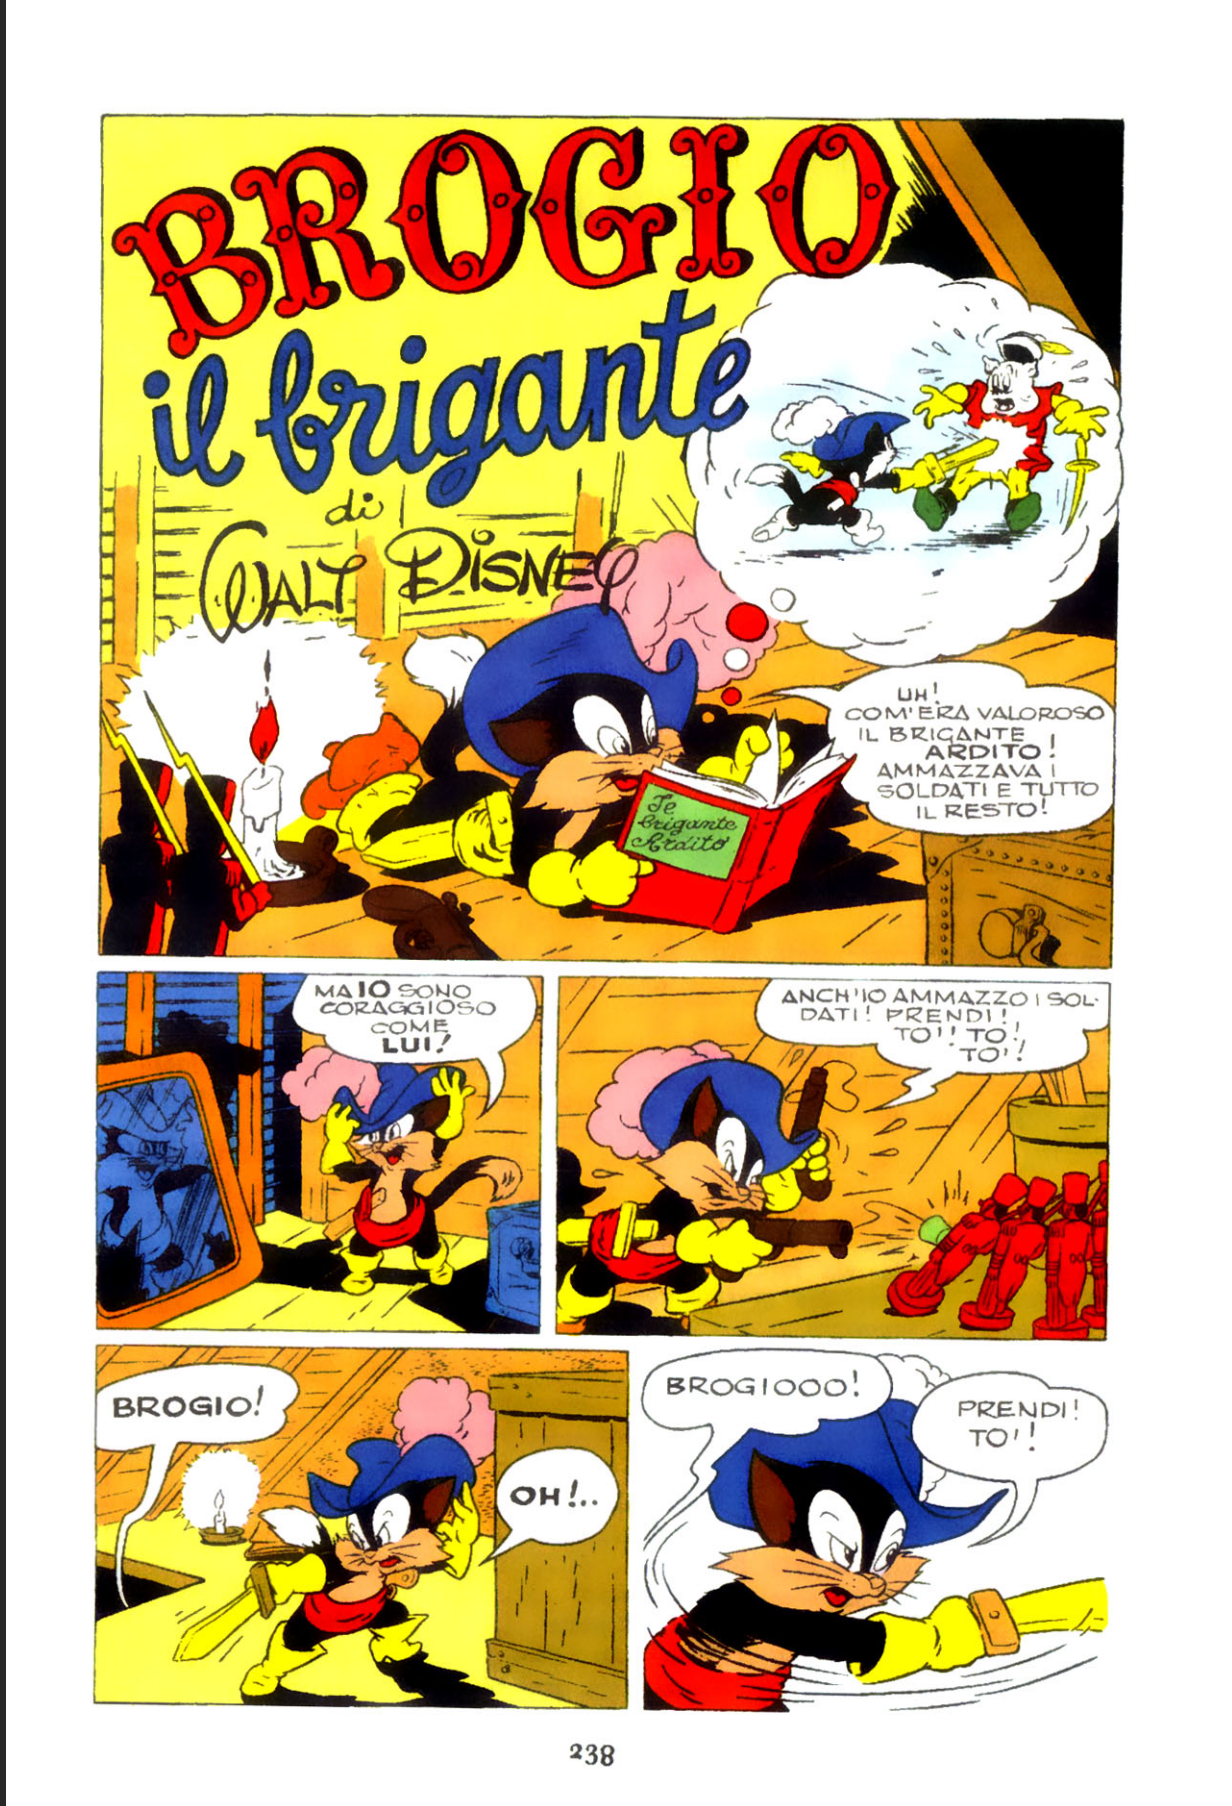 BROGIO
il brigante
di
WALT DISNEY
UH!
COM'ERA VALOROSO
IL BRIGANTE
ARDITO!
AMMAZZAVA I
SOLDATI E TUTTO
IL RESTO!
Je
brigante
Ardito
MA IO SONO
CORAGGIOSO
COME
LUI!
ANCH'IO AMMAZZO I SOL-
DATI! PRENDI!
TO'! TO'!
TO'!
BROGIO!
OH!..
BROGIOOO!
PRENDI!
TO'!
238